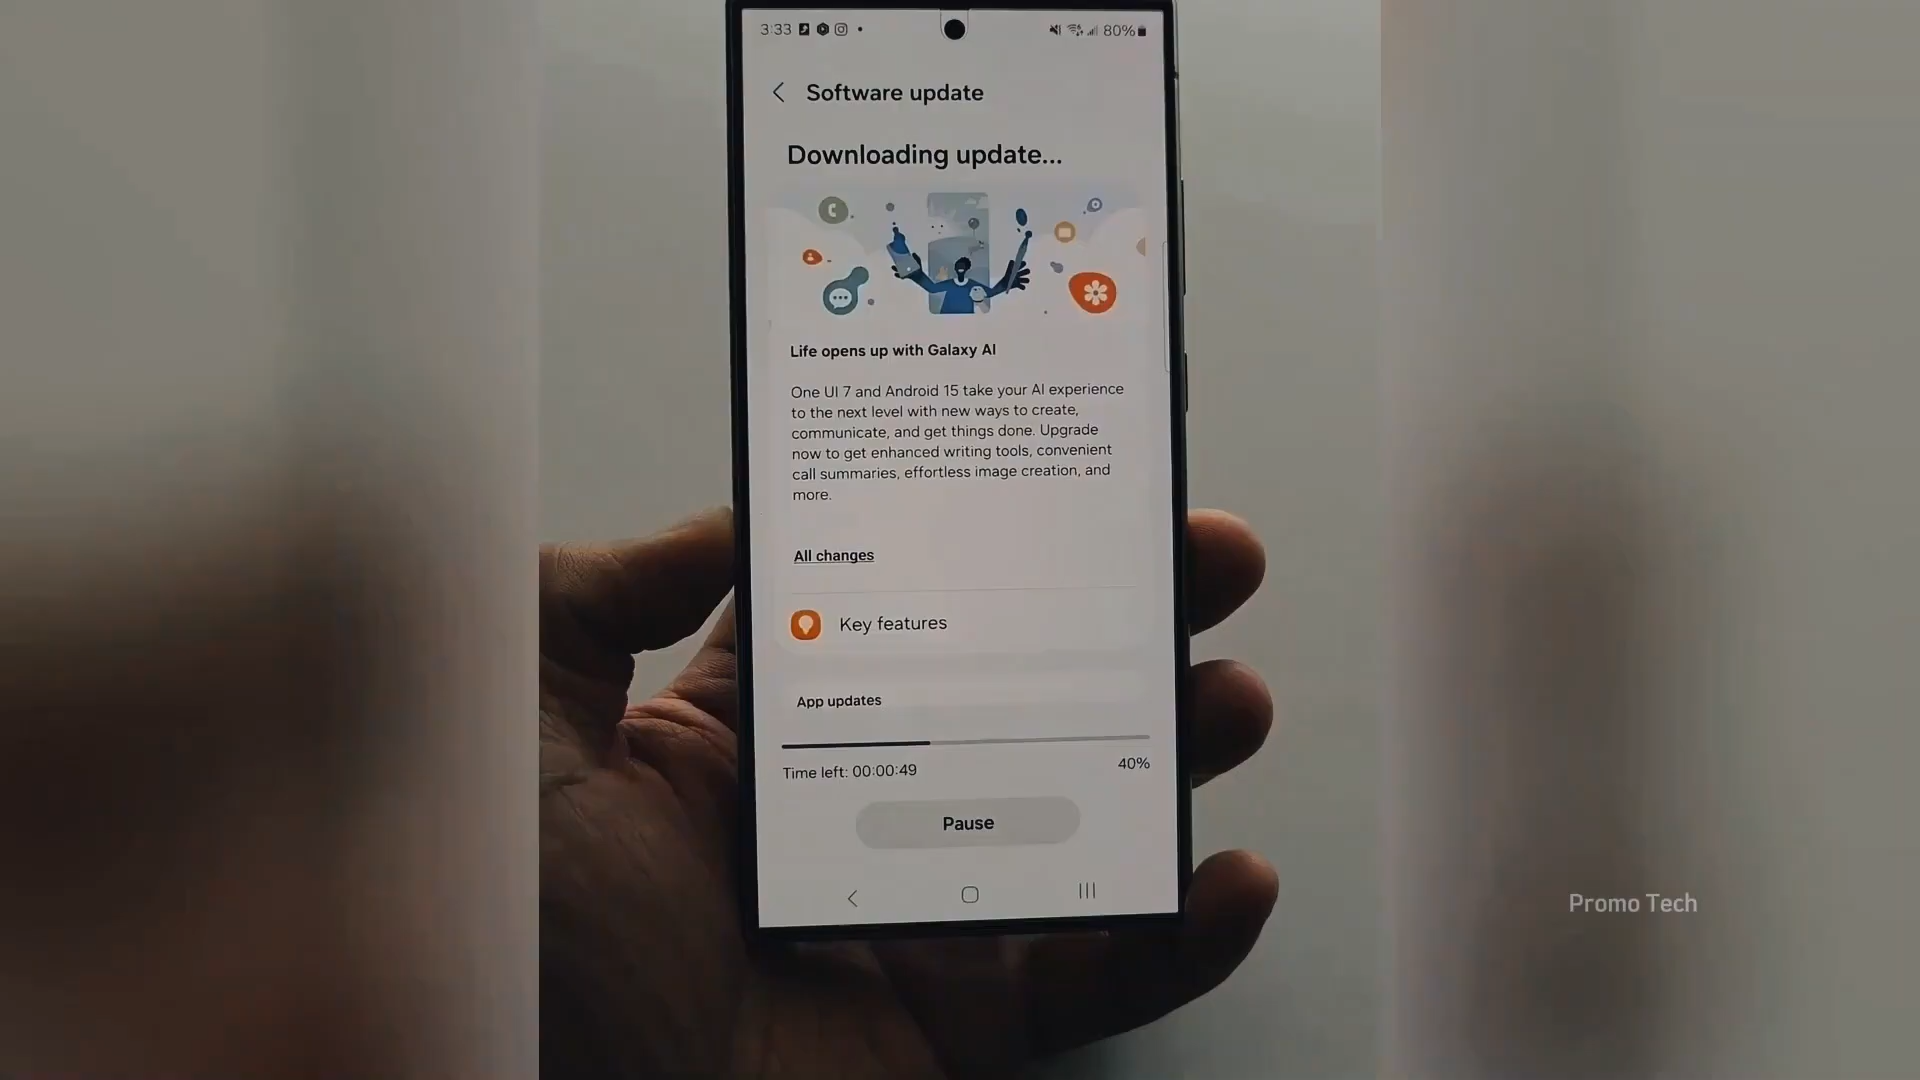 3:33
80%
Software update
Downloading update...
Life opens up with Galaxy AI
One UI 7 and Android 15 take your AI experience
to the next level with new ways to create,
communicate, and get things done. Upgrade
now to get enhanced writing tools, convenient
call summaries, effortless image creation, and
more.
All changes
Key features
App updates
Time left: 00:00:49
40%
Pause
Promo Tech